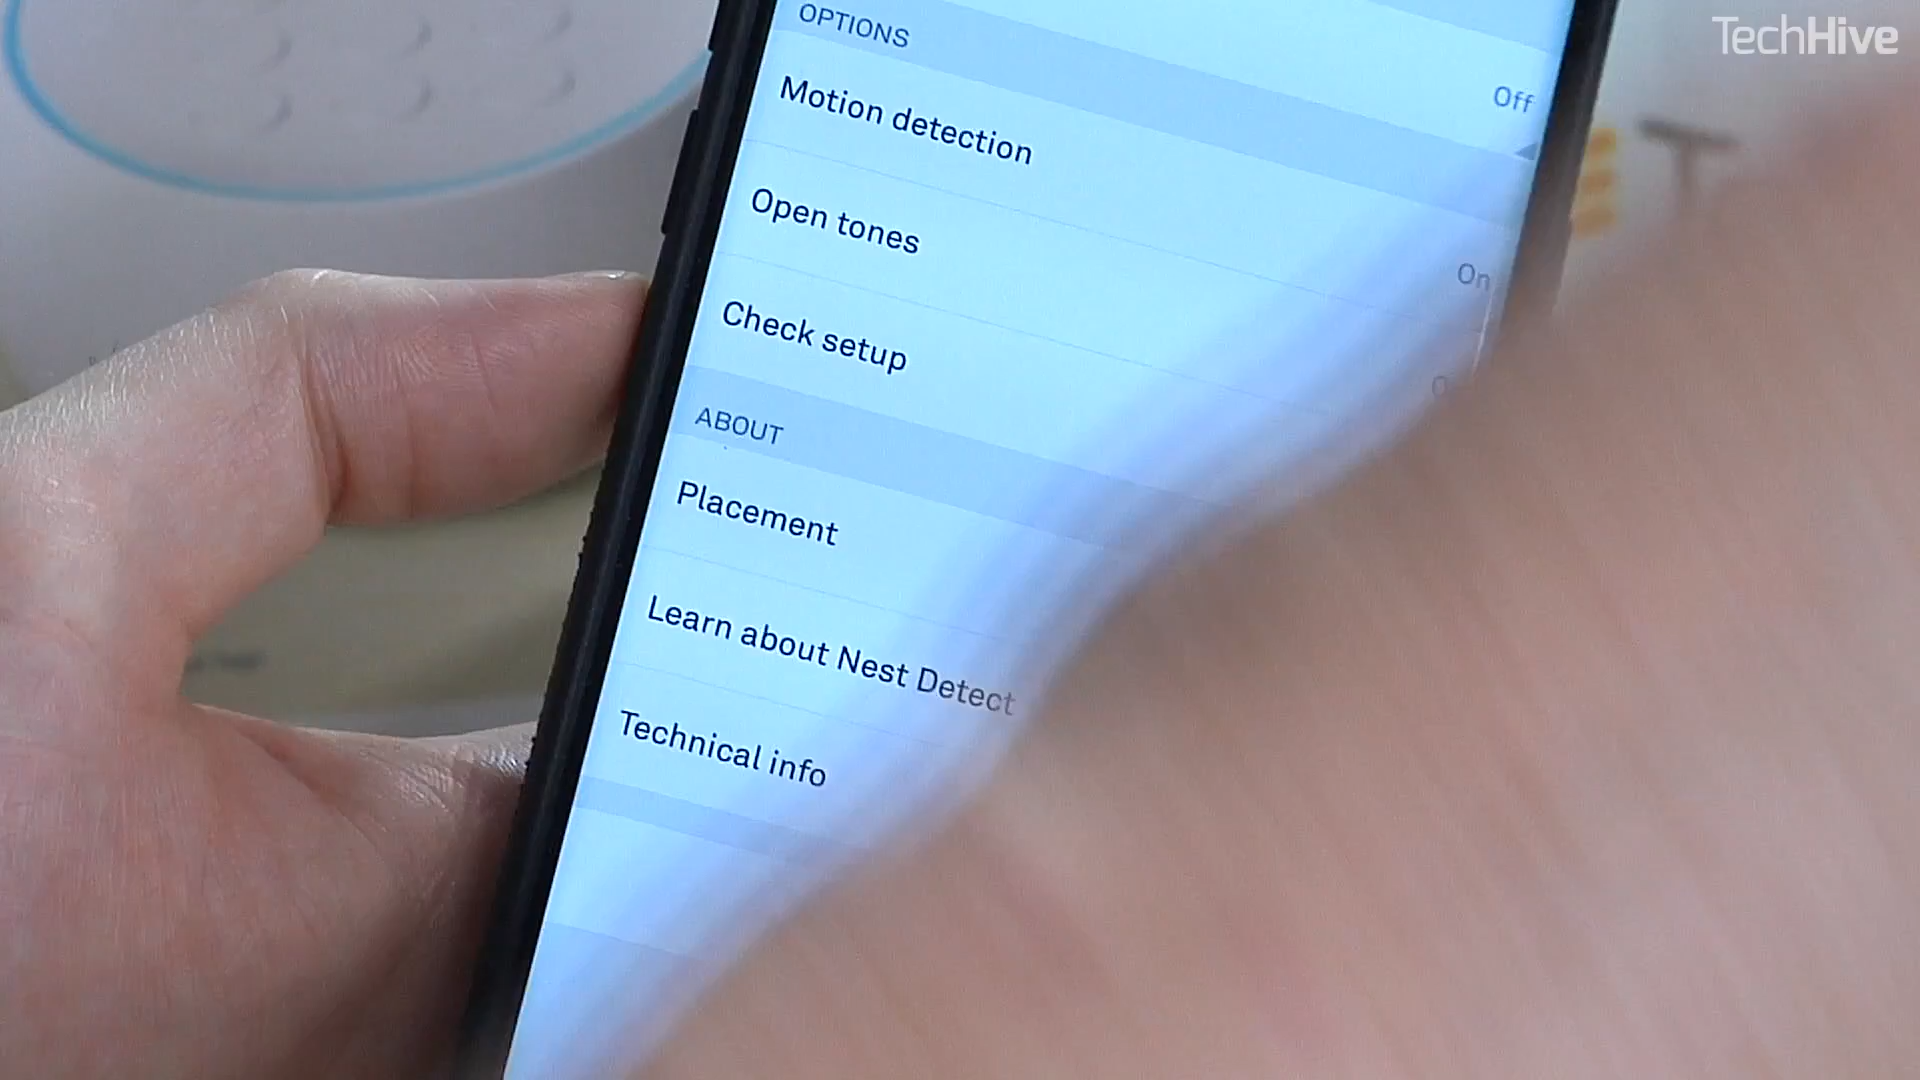 TechHive
OPTIONS
Off
Motion detection
On
Open tones
Check setup
ABOUT
Placement
Learn about Nest Detect
Technical info